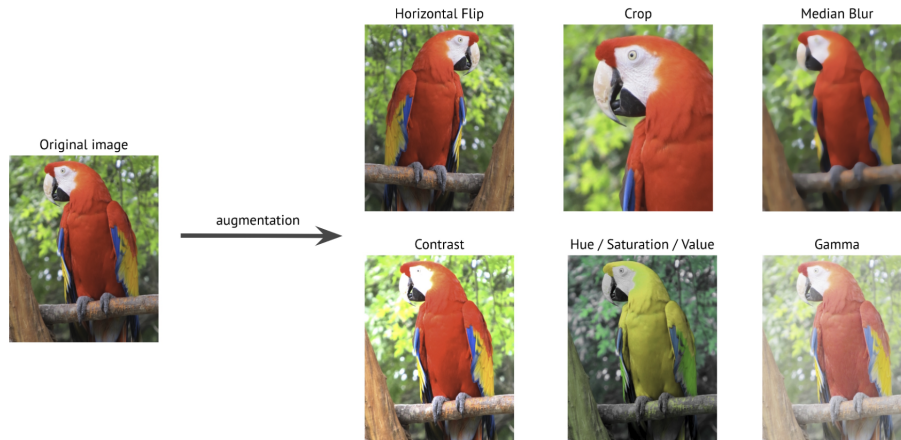 Horizontal Flip
Crop
Median Blur
Original image
augmentation
Contrast
Hue / Saturation / Value
Gamma